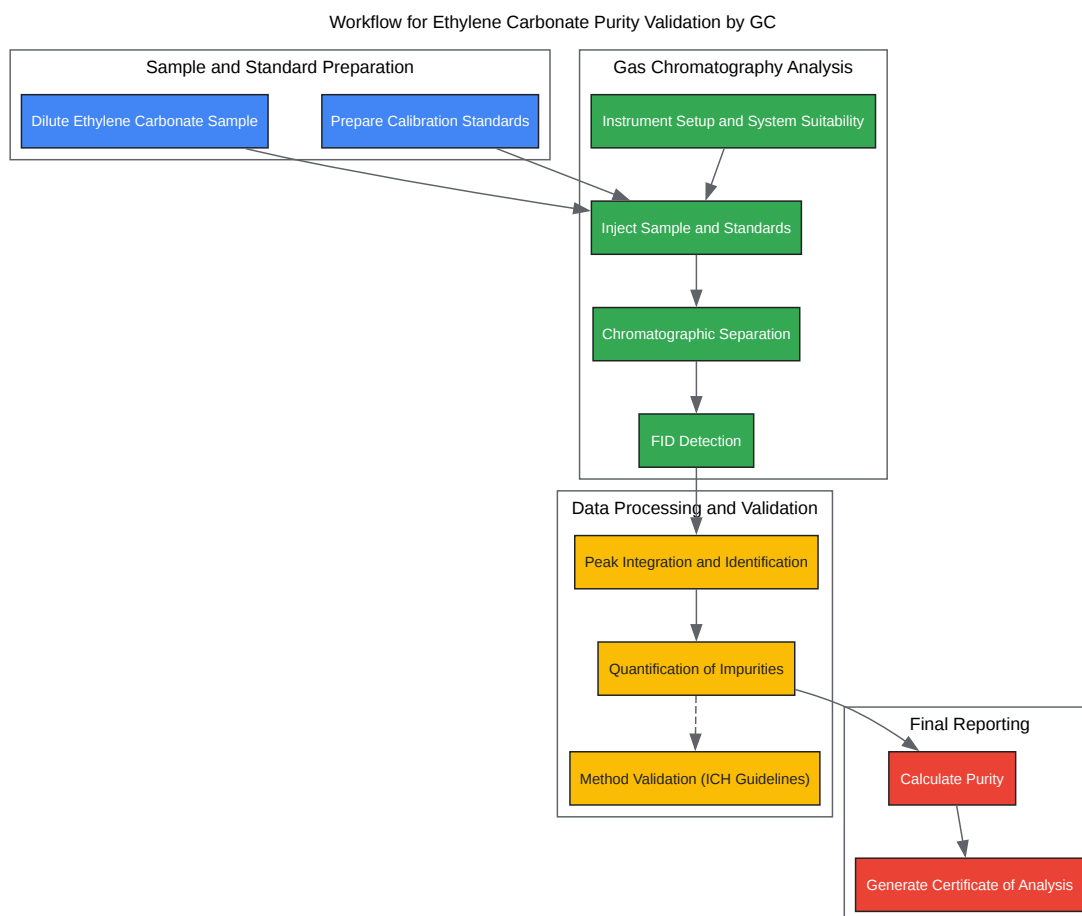 Workflow for Ethylene Carbonate Purity Validation by GC
Sample and Standard Preparation
Dilute Ethylene Carbonate Sample
Prepare Calibration Standards
Gas Chromatography Analysis
Instrument Setup and System Suitability
Inject Sample and Standards
Chromatographic Separation
FID Detection
Data Processing and Validation
Peak Integration and Identification
Quantification of Impurities
Method Validation (ICH Guidelines)
Final Reporting
Calculate Purity
Generate Certificate of Analysis